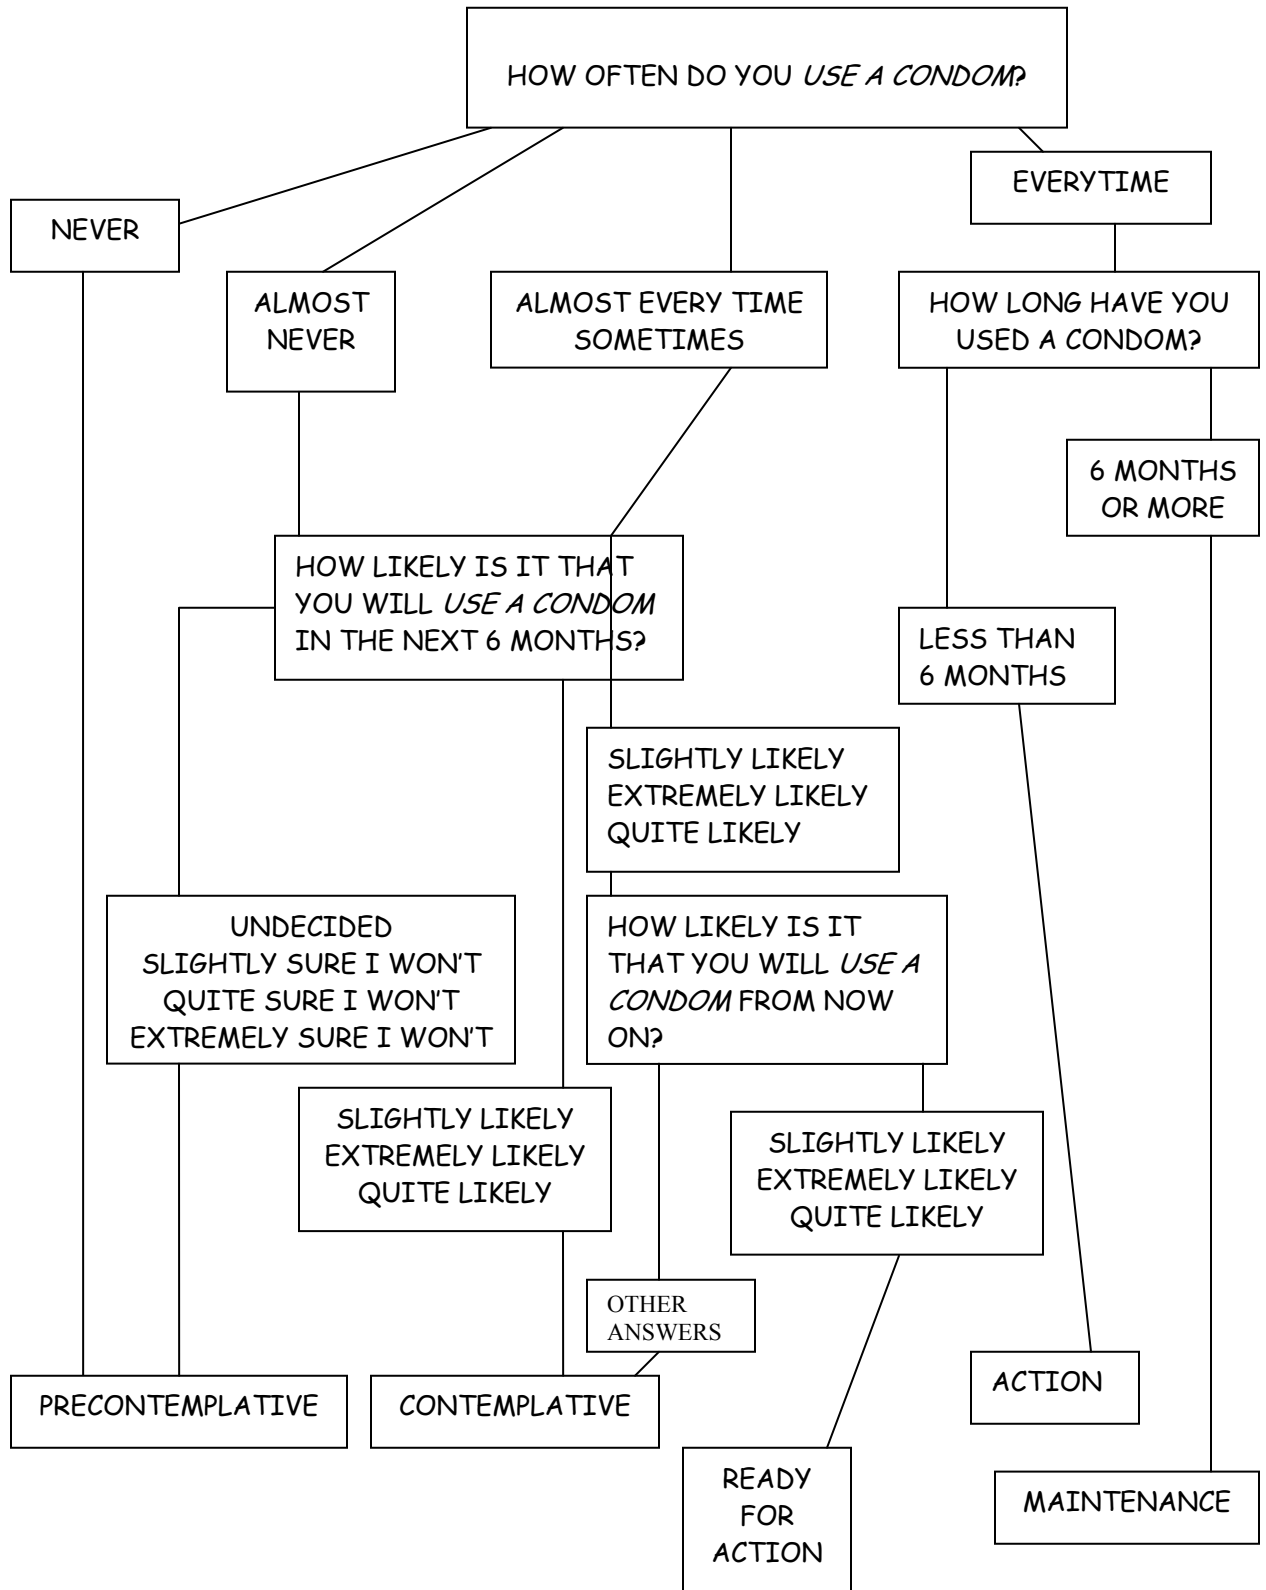 HOW OFTEN DO YOU USE A CONDOM?
EVERYTIME
NEVER
ALMOST
NEVER
ALMOST EVERY TIME
SOMETIMES
HOW LONG HAVE YOU
USED A CONDOM?
6 MONTHS
OR MORE
HOW LIKELY IS IT THAT
YOU WILL USE A CONDOM
IN THE NEXT 6 MONTHS?
LESS THAN
6 MONTHS
SLIGHTLY LIKELY
EXTREMELY LIKELY
QUITE LIKELY
UNDECIDED
SLIGHTLY SURE I WON'T
QUITE SURE I WON'T
EXTREMELY SURE I WON'T
HOW LIKELY IS IT
THAT YOU WILL USE A
CONDOM FROM NOW
ON?
SLIGHTLY LIKELY
EXTREMELY LIKELY
QUITE LIKELY
SLIGHTLY LIKELY
EXTREMELY LIKELY
QUITE LIKELY
OTHER
ANSWERS
PRECONTEMPLATIVE
CONTEMPLATIVE
ACTION
READY
FOR
ACTION
MAINTENANCE